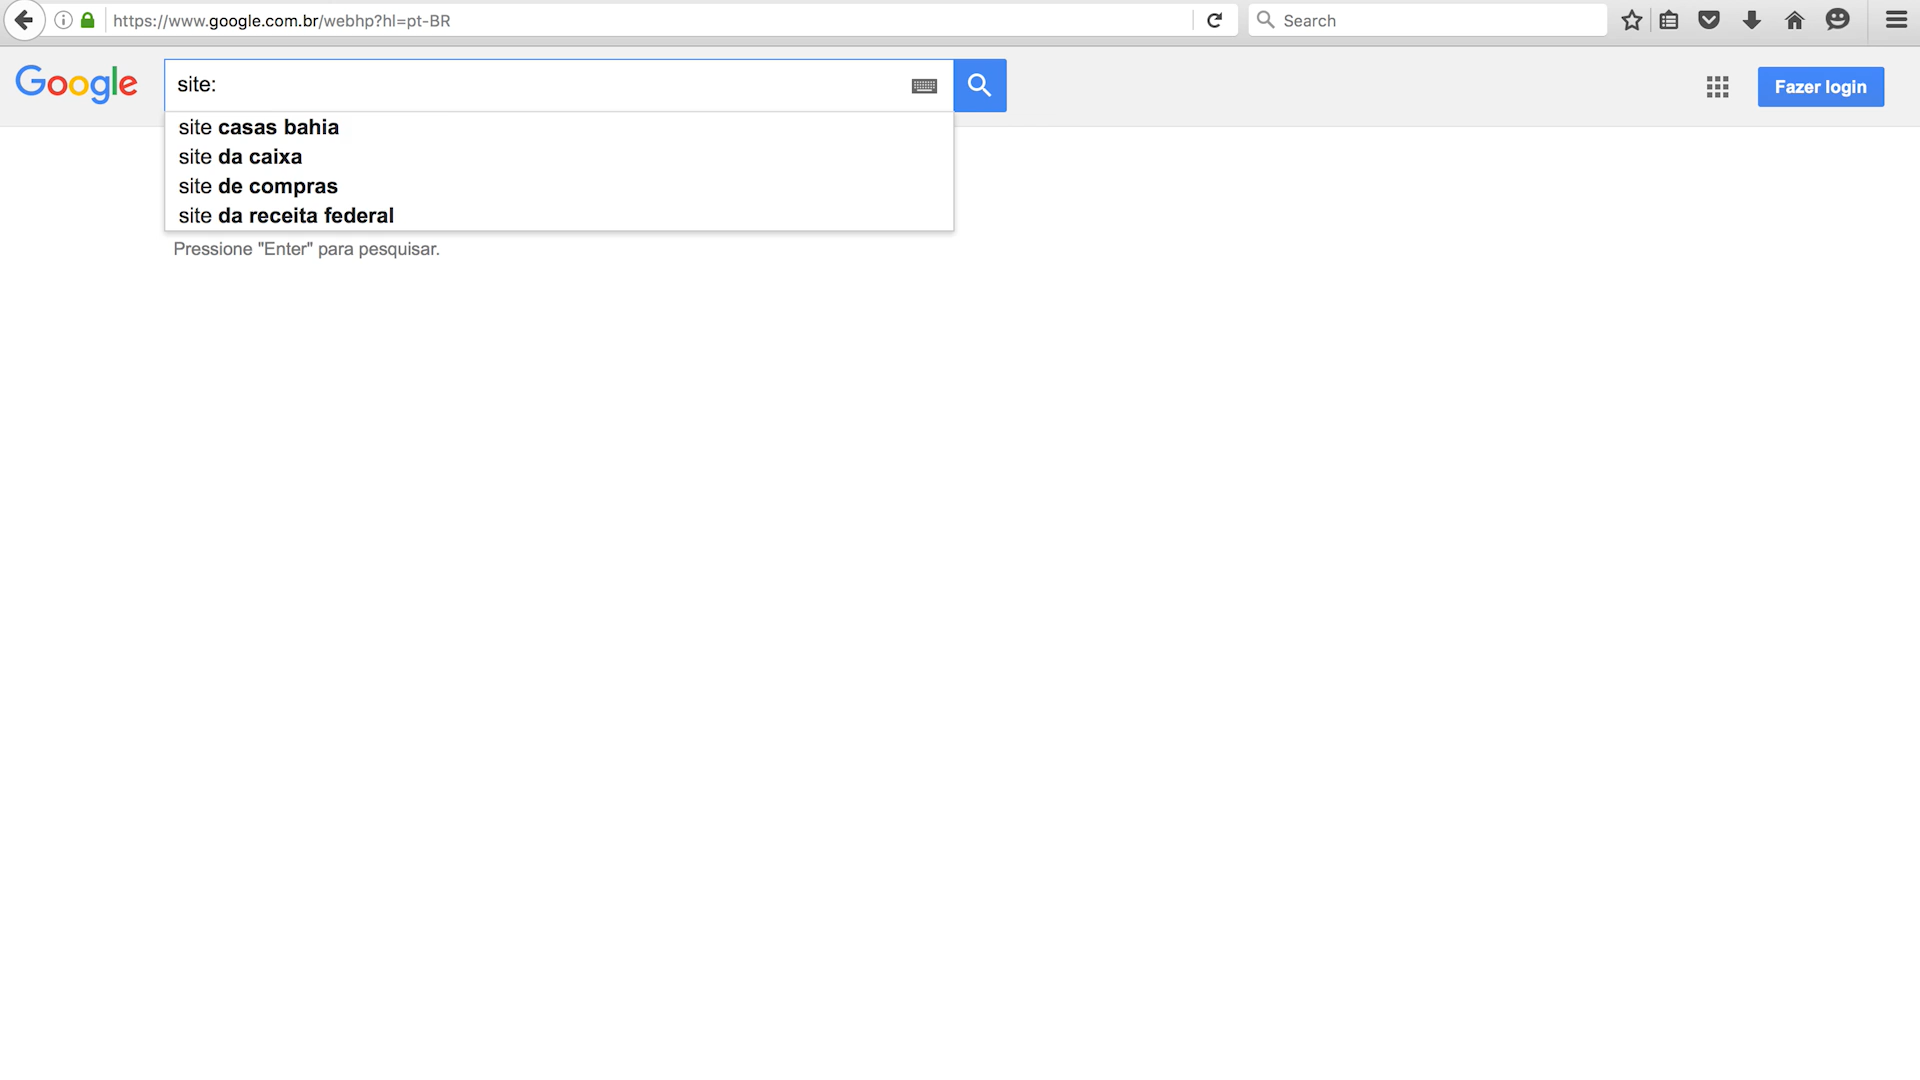 https://www.google.com.br/webhp?hl=pt-BR
Search
Google
site:
Fazer login
site casas bahia
site da caixa
site de compras
site da receita federal
Pressione "Enter" para pesquisar.